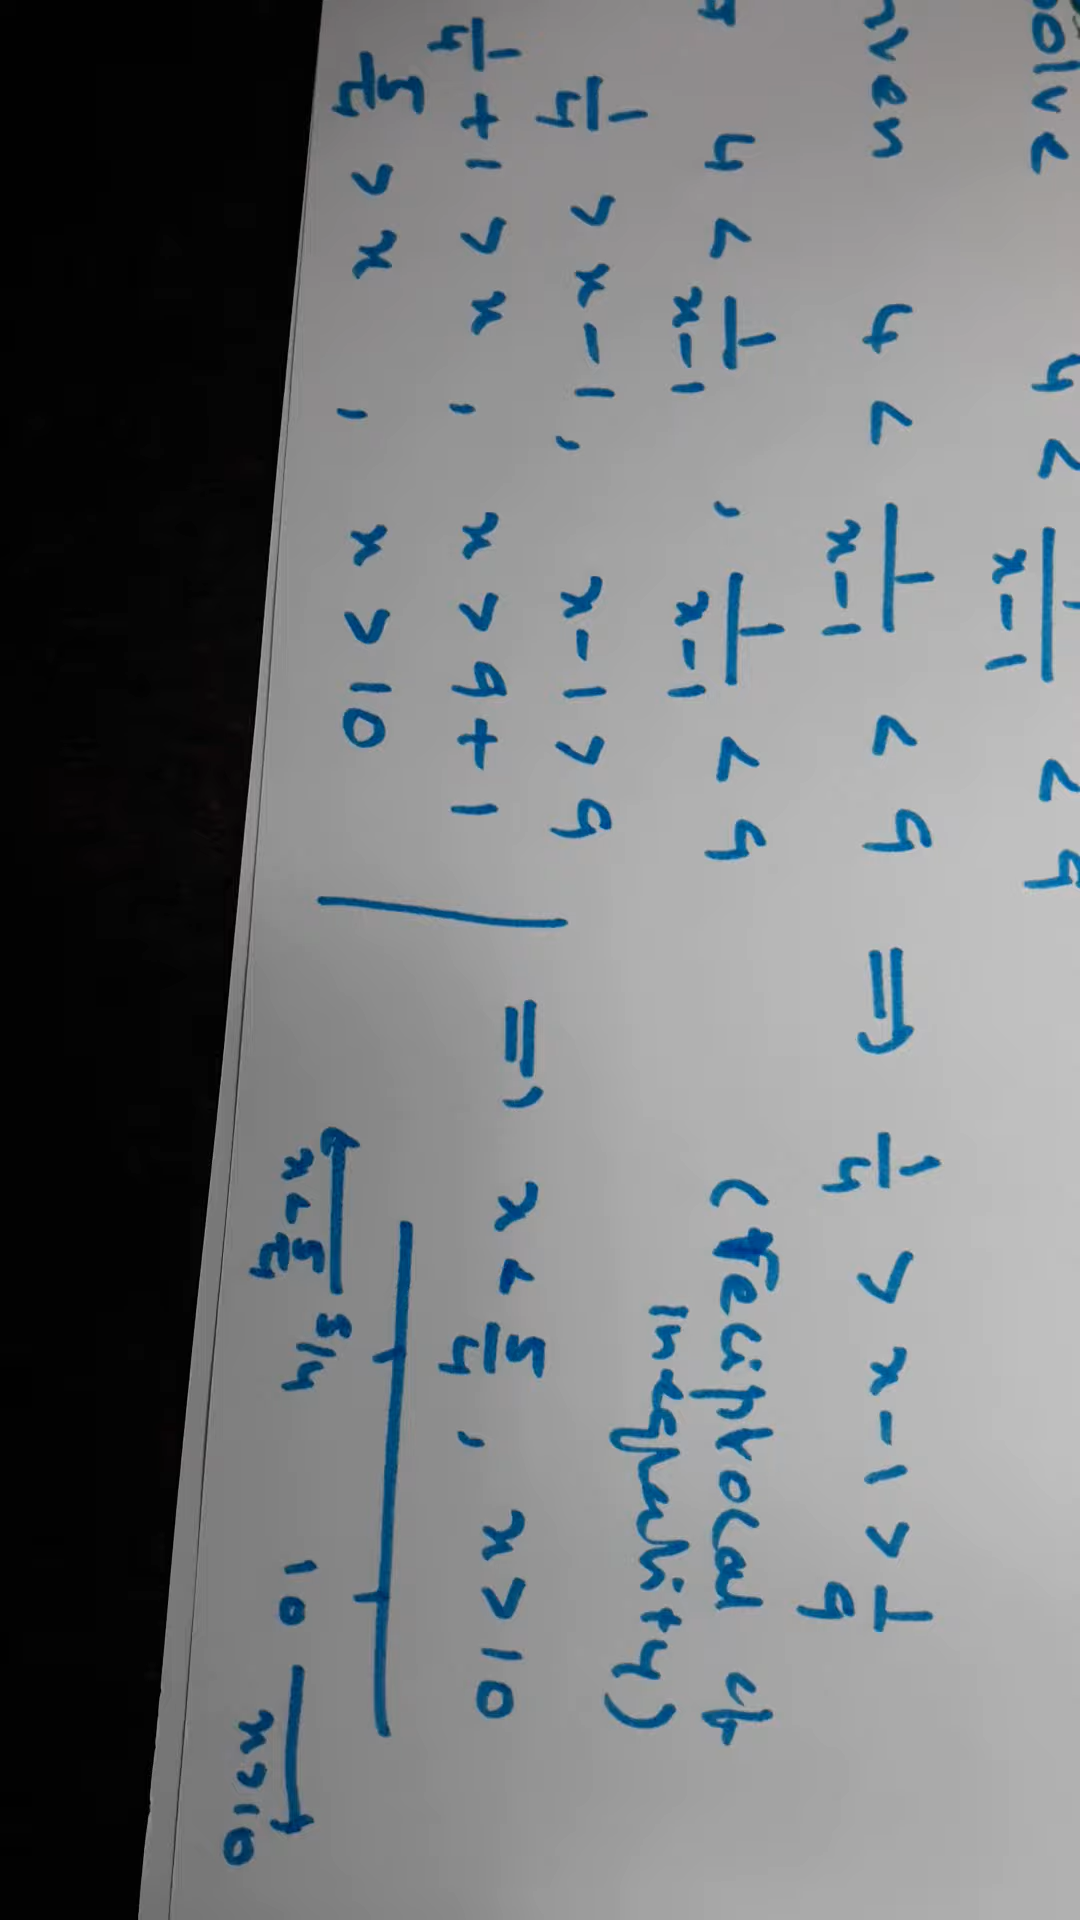 olve 4 < 1/(x-1) < 9
ven 4 < 1/(x-1) < 9 ⇒ 1/4 > x-1 > 1/9
4 < 1/(x-1) , 1/(x-1) < 9 (reciprocal of
1/4 > x-1 , x-1 > 9 inequality)
1/4 + 1 > x , x > 9 + 1 ⇒ x < 5/4 , x > 10
5/4 > x , x > 10
5/4 10
x < 5/4 x > 10